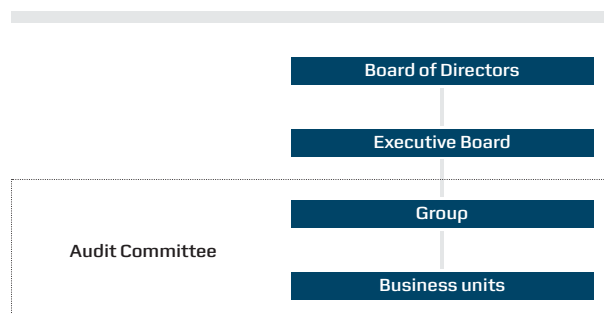 Board of Directors
Executive Board
Group
Audit Committee
Business units